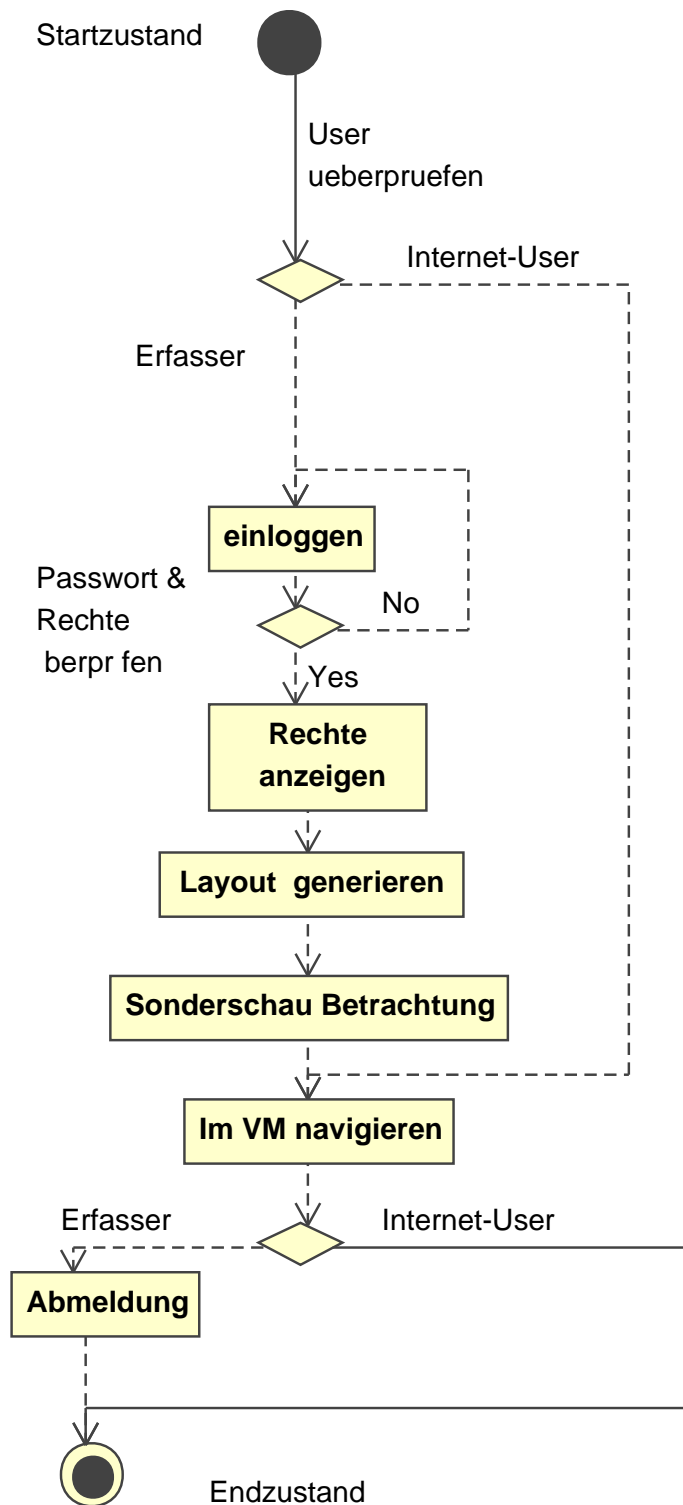 Startzustand
User
ueberpruefen
Internet-User
Erfasser
einloggen
Passwort &
Rechte
berpr fen
No
Yes
Rechte
anzeigen
Layout generieren
Sonderschau Betrachtung
Im VM navigieren
Erfasser
Internet-User
Abmeldung
Endzustand